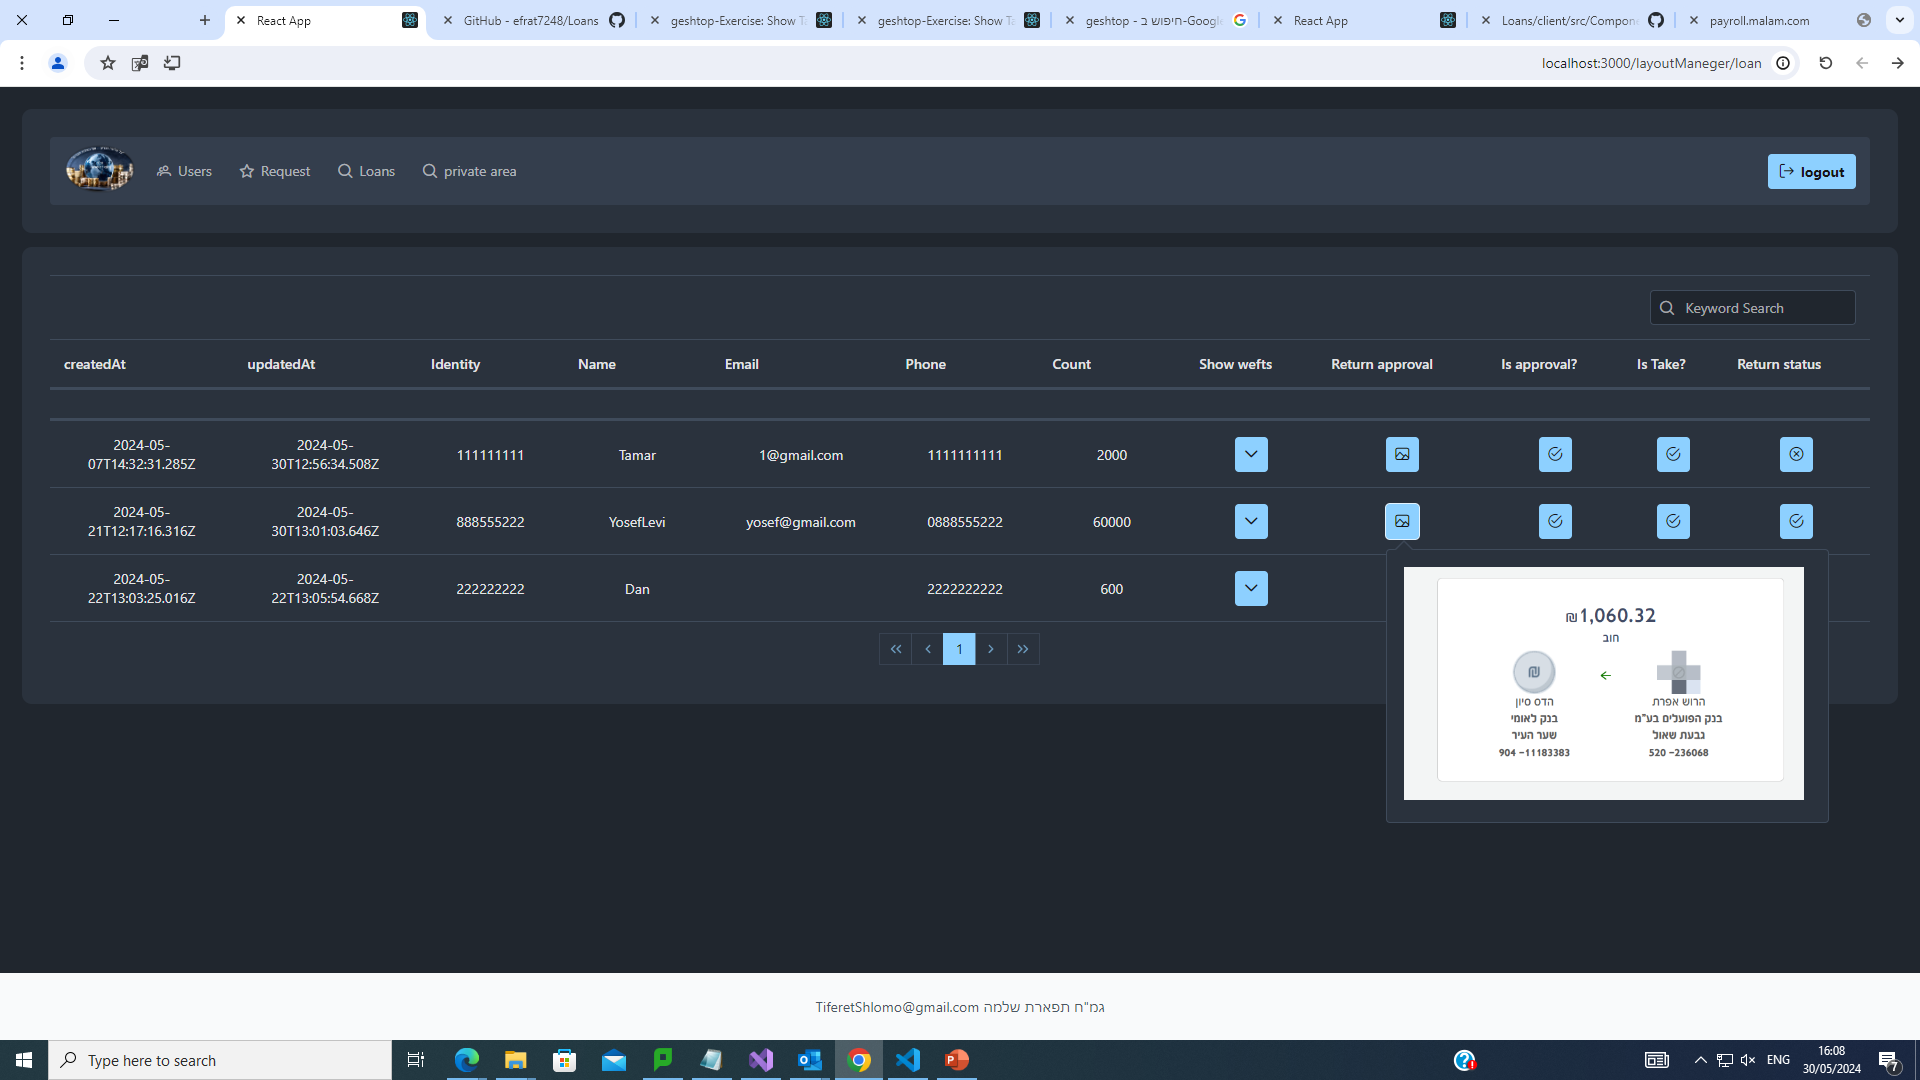 React App
GitHub - efrat7248/Loans
geshtop-Exercise: Show Ta
geshtop-Exercise: Show Ta
geshtop - חיפוש ב-Google
React App
Loans/client/src/Compone
payroll.malam.com
localhost:3000/layoutManeger/loan
Users
Request
Loans
private area
logout
Keyword Search
createdAt updatedAt Identity Name Email Phone Count Show wefts Return approval Is approval? Is Take? Return status
2024-05-07T14:32:31.285Z 2024-05-30T12:56:34.508Z 111111111 Tamar 1@gmail.com 1111111111 2000
2024-05-21T12:17:16.316Z 2024-05-30T13:01:03.646Z 888555222 YosefLevi yosef@gmail.com 0888555222 60000
2024-05-22T13:03:25.016Z 2024-05-22T13:05:54.668Z 222222222 Dan 2222222222 600
1
₪1,060.32
חוב
הרוש אפרת
בנק הפועלים בע"מ
גבעת שאול
520 -236068
הדס סיון
בנק לאומי
שער העיר
904 -11183383
גמ"ח תפארת שלמה TiferetShlomo@gmail.com
Type here to search
ENG
16:08
30/05/2024
7